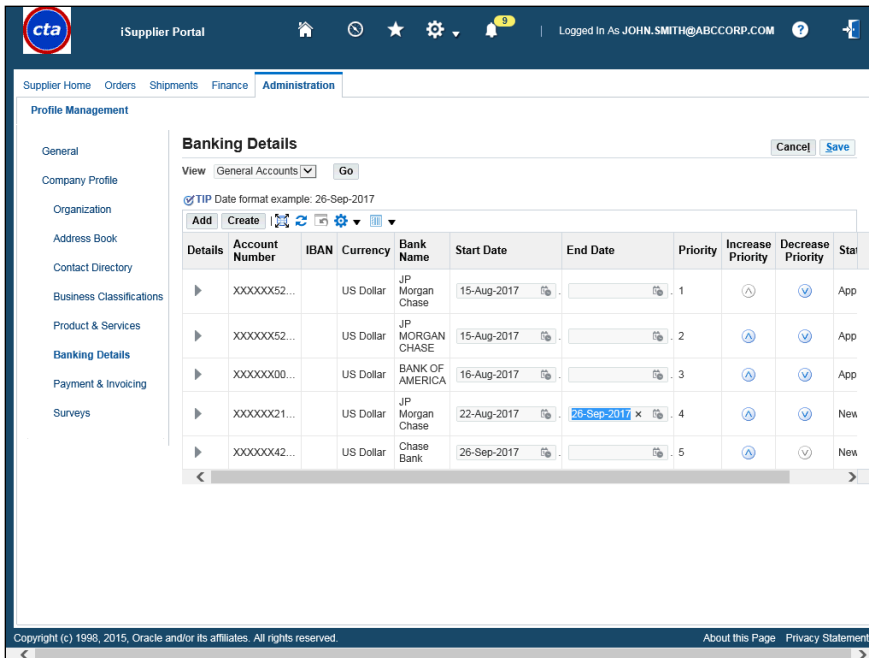 cta
iSupplier Portal
9
| Logged In As JOHN.SMITH@ABCCORP.COM
?
Supplier Home Orders Shipments Finance Administration
Profile Management
General
Company Profile
Organization
Address Book
Contact Directory
Business Classifications
Product & Services
Banking Details
Payment & Invoicing
Surveys
Banking Details
Cancel Save
View General Accounts Go
TIP Date format example: 26-Sep-2017
Add Create
Details Account Number IBAN Currency Bank Name Start Date End Date Priority Increase Priority Decrease Priority Stat
XXXXXX52... US Dollar JP Morgan Chase 15-Aug-2017 . . 1 App
XXXXXX52... US Dollar JP MORGAN CHASE 15-Aug-2017 . . 2 App
XXXXXX00... US Dollar BANK OF AMERICA 16-Aug-2017 . . 3 App
XXXXXX21... US Dollar JP Morgan Chase 22-Aug-2017 . 26-Sep-2017 × . 4 New
XXXXXX42... US Dollar Chase Bank 26-Sep-2017 . . 5 New
Copyright (c) 1998, 2015, Oracle and/or its affiliates. All rights reserved.
About this Page Privacy Statement